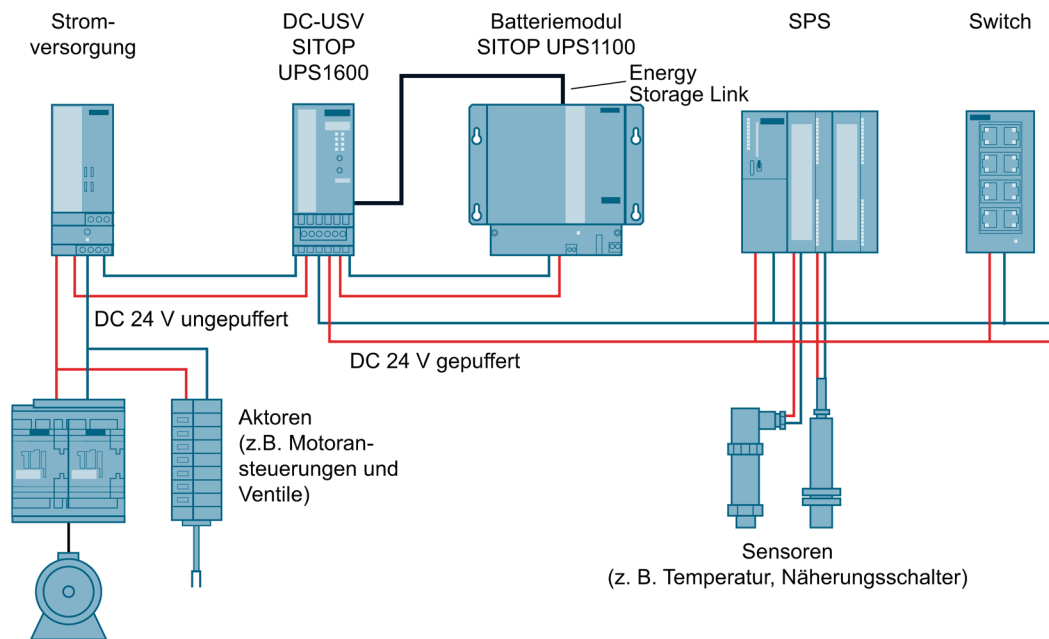 Strom-
versorgung
DC-USV
SITOP
UPS1600
Batteriemodul
SITOP UPS1100
SPS
Switch
Energy
Storage Link
DC 24 V ungepuffert
DC 24 V gepuffert
Aktoren
(z.B. Motoran-
steuerungen und
Ventile)
Sensoren
(z. B. Temperatur, Näherungsschalter)